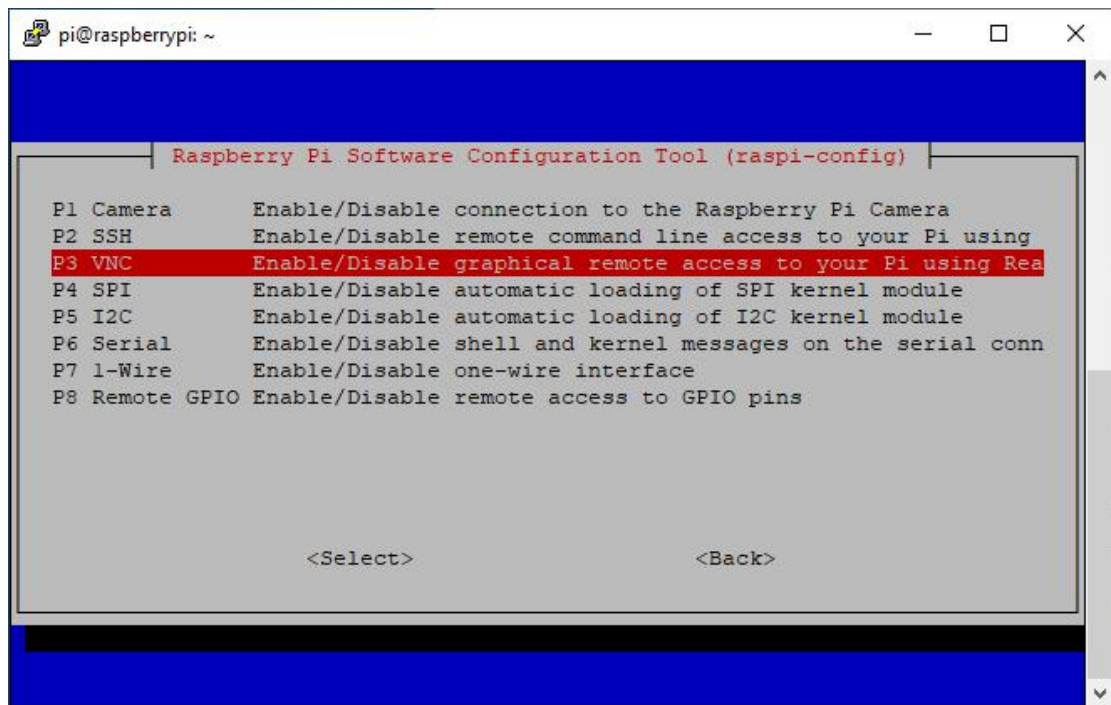 pi@raspberrypi: ~
Raspberry Pi Software Configuration Tool (raspi-config)
P1 Camera Enable/Disable connection to the Raspberry Pi Camera
P2 SSH Enable/Disable remote command line access to your Pi using
P3 VNC Enable/Disable graphical remote access to your Pi using Rea
P4 SPI Enable/Disable automatic loading of SPI kernel module
P5 I2C Enable/Disable automatic loading of I2C kernel module
P6 Serial Enable/Disable shell and kernel messages on the serial conn
P7 1-Wire Enable/Disable one-wire interface
P8 Remote GPIO Enable/Disable remote access to GPIO pins
<Select> <Back>